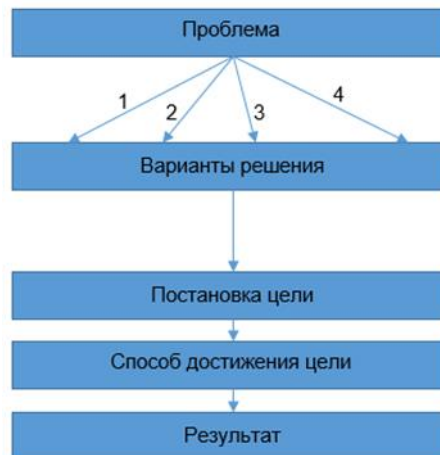 Проблема
1
2
3
4
Варианты решения
Постановка цели
Способ достижения цели
Результат